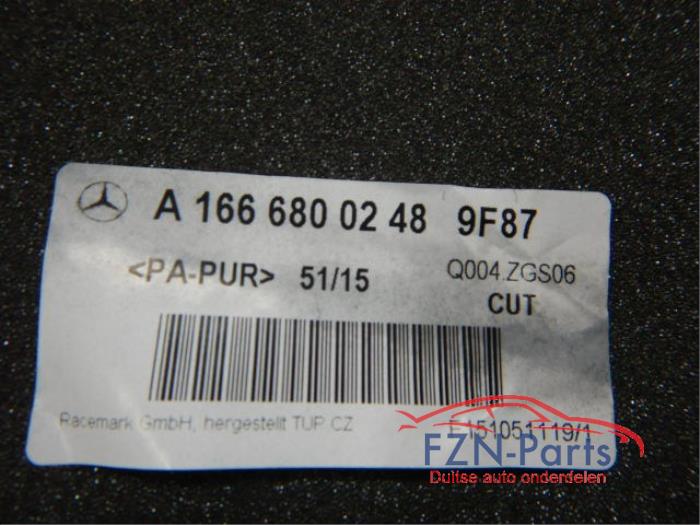 A 166 680 02 48 9F87
<PA-PUR> 51/15 Q004.ZGS06
CUT
Racemark GmbH, hergestellt TUP CZ
E151051119/1
FZN-Parts
Duitse auto onderdelen